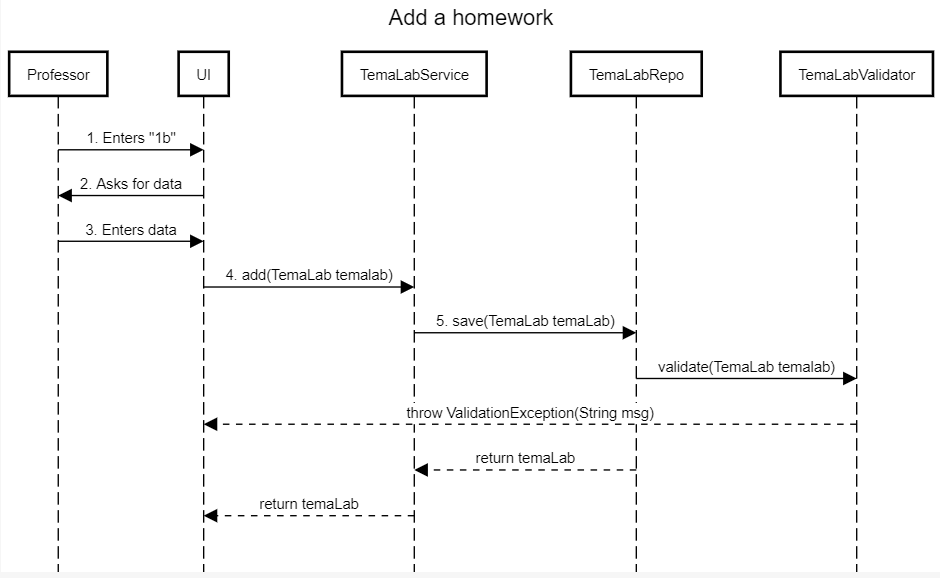 Add a homework
Professor
UI
TemaLabService
TemaLabRepo
TemaLabValidator
1. Enters "1b"
2. Asks for data
3. Enters data
4. add(TemaLab temalab)
5. save(TemaLab temaLab)
validate(TemaLab temalab)
throw ValidationException(String msg)
return temaLab
return temaLab